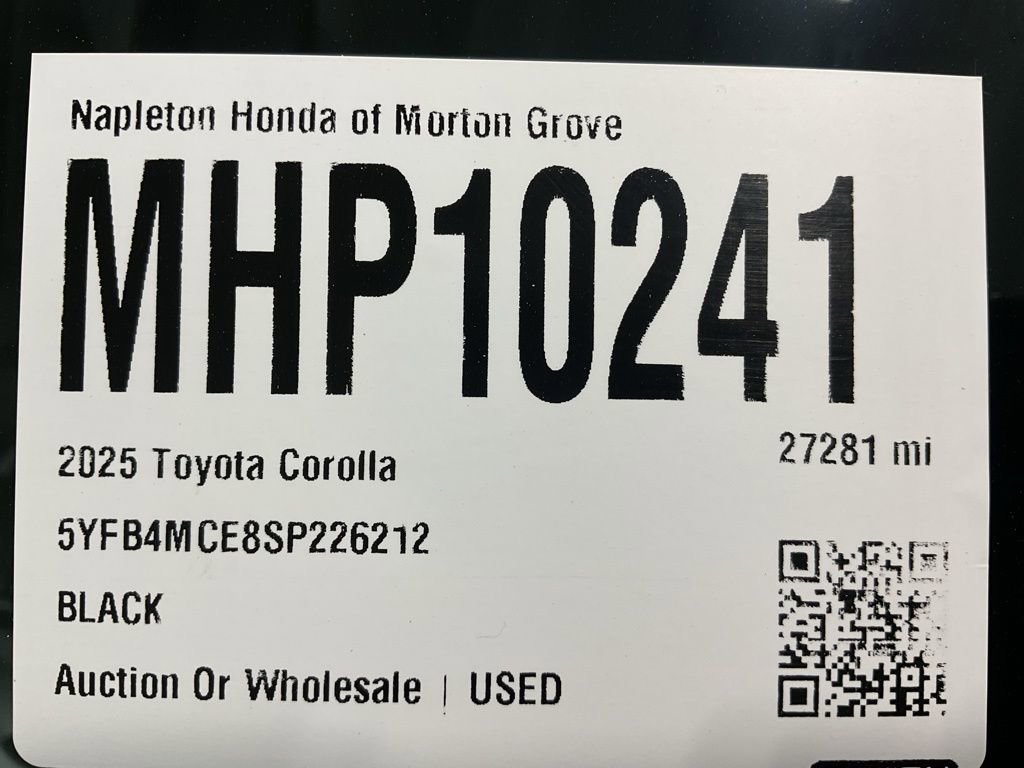 Napleton Honda of Morton Grove
MHP10241
2025 Toyota Corolla
27281 mi
5YFB4MCE8SP226212
BLACK
Auction Or Wholesale | USED